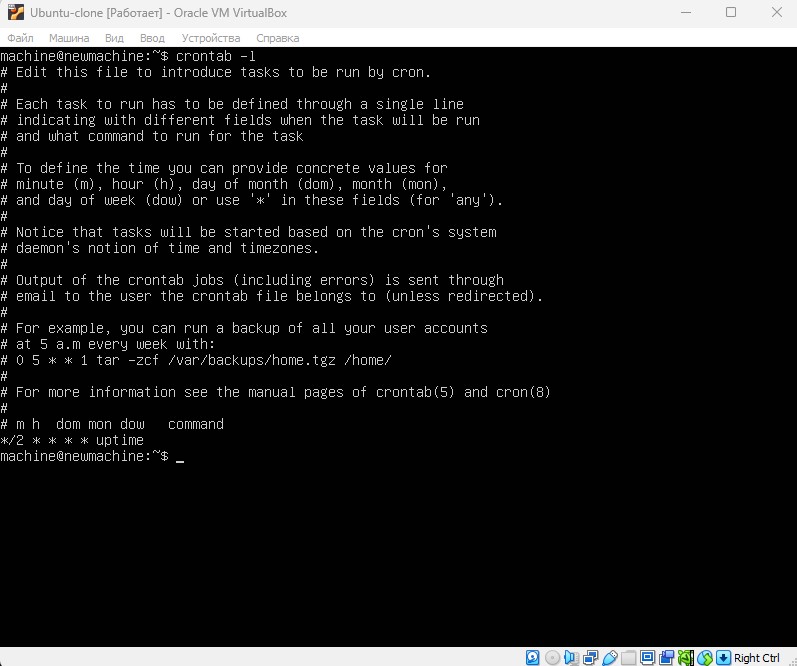 Ubuntu-clone [Работает] - Oracle VM VirtualBox
Файл Машина Вид Ввод Устройства Справка
machine@newmachine:~$ crontab -l
# Edit this file to introduce tasks to be run by cron.
#
# Each task to run has to be defined through a single line
# indicating with different fields when the task will be run
# and what command to run for the task
#
# To define the time you can provide concrete values for
# minute (m), hour (h), day of month (dom), month (mon),
# and day of week (dow) or use '*' in these fields (for 'any').
#
# Notice that tasks will be started based on the cron's system
# daemon's notion of time and timezones.
#
# Output of the crontab jobs (including errors) is sent through
# email to the user the crontab file belongs to (unless redirected).
#
# For example, you can run a backup of all your user accounts
# at 5 a.m every week with:
# 0 5 * * 1 tar -zcf /var/backups/home.tgz /home/
#
# For more information see the manual pages of crontab(5) and cron(8)
#
# m h  dom mon dow   command
*/2 * * * * uptime
machine@newmachine:~$ _
Right Ctrl